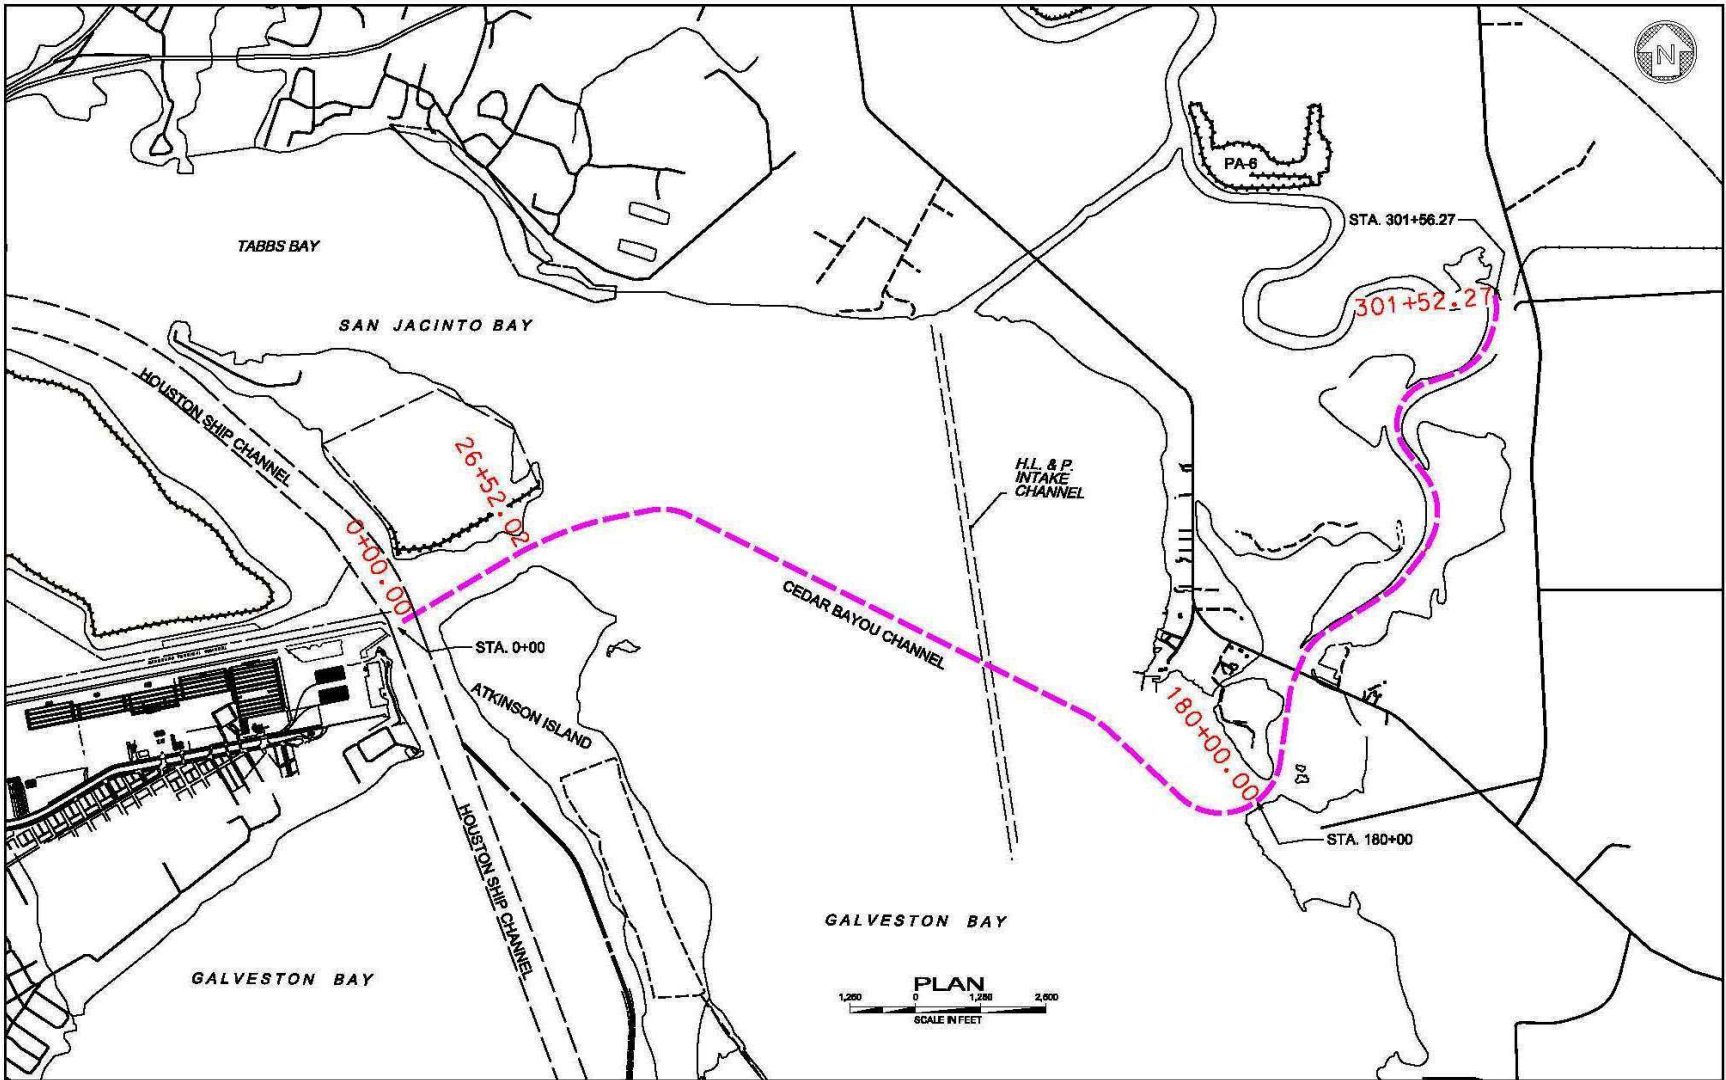 N
PA-6
STA. 301+56.27
TABBS BAY
301+52.27
SAN JACINTO BAY
HOUSTON SHIP CHANNEL
26+52.02
H.L. & P.
INTAKE
CHANNEL
0+00.00
CEDAR BAYOU CHANNEL
STA. 0+00
ATKINSON ISLAND
180+00.00
HOUSTON SHIP CHANNEL
STA. 180+00
GALVESTON BAY
GALVESTON BAY
PLAN
1,250 0 1,250 2,500
SCALE IN FEET